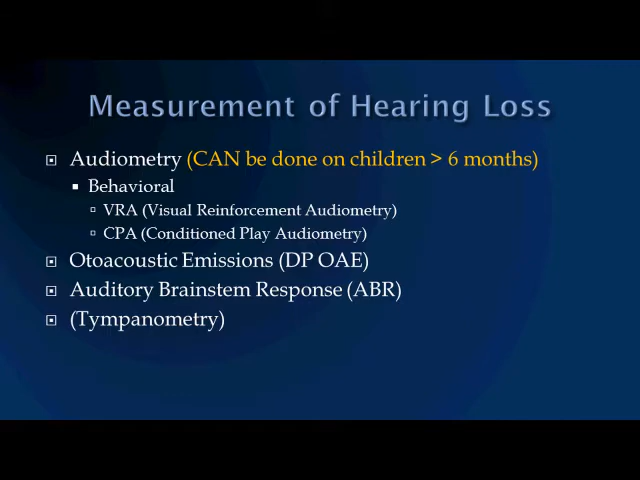 Measurement of Hearing Loss
Audiometry (CAN be done on children > 6 months)
Behavioral
VRA (Visual Reinforcement Audiometry)
CPA (Conditioned Play Audiometry)
Otoacoustic Emissions (DP OAE)
Auditory Brainstem Response (ABR)
(Tympanometry)